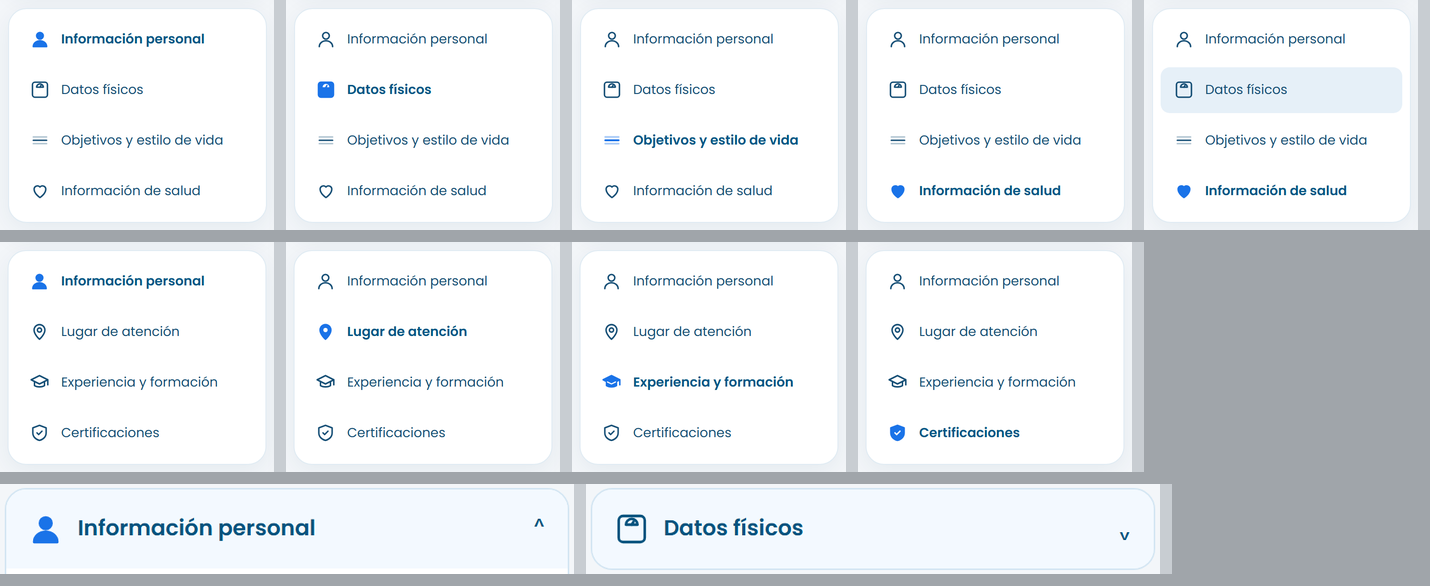 Información personal
Datos físicos
Objetivos y estilo de vida
Información de salud
Información personal
Datos físicos
Objetivos y estilo de vida
Información de salud
Información personal
Datos físicos
Objetivos y estilo de vida
Información de salud
Información personal
Datos físicos
Objetivos y estilo de vida
Información de salud
Información personal
Datos físicos
Objetivos y estilo de vida
Información de salud
Información personal
Lugar de atención
Experiencia y formación
Certificaciones
Información personal
Lugar de atención
Experiencia y formación
Certificaciones
Información personal
Lugar de atención
Experiencia y formación
Certificaciones
Información personal
Lugar de atención
Experiencia y formación
Certificaciones
Información personal ^
Datos físicos v